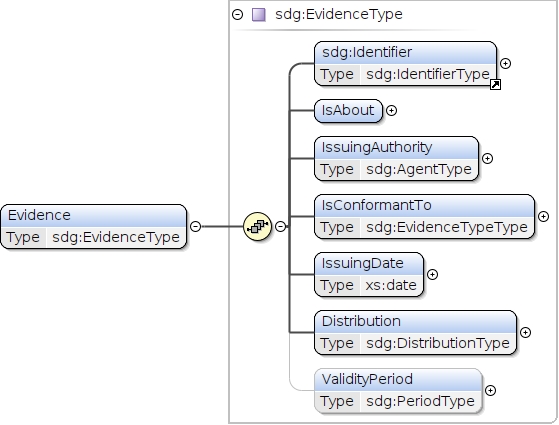 sdg:EvidenceType
sdg:Identifier
Type sdg:IdentifierType
IsAbout
IssuingAuthority
Type sdg:AgentType
IsConformantTo
Type sdg:EvidenceTypeType
Evidence
Type sdg:EvidenceType
IssuingDate
Type xs:date
Distribution
Type sdg:DistributionType
ValidityPeriod
Type sdg:PeriodType